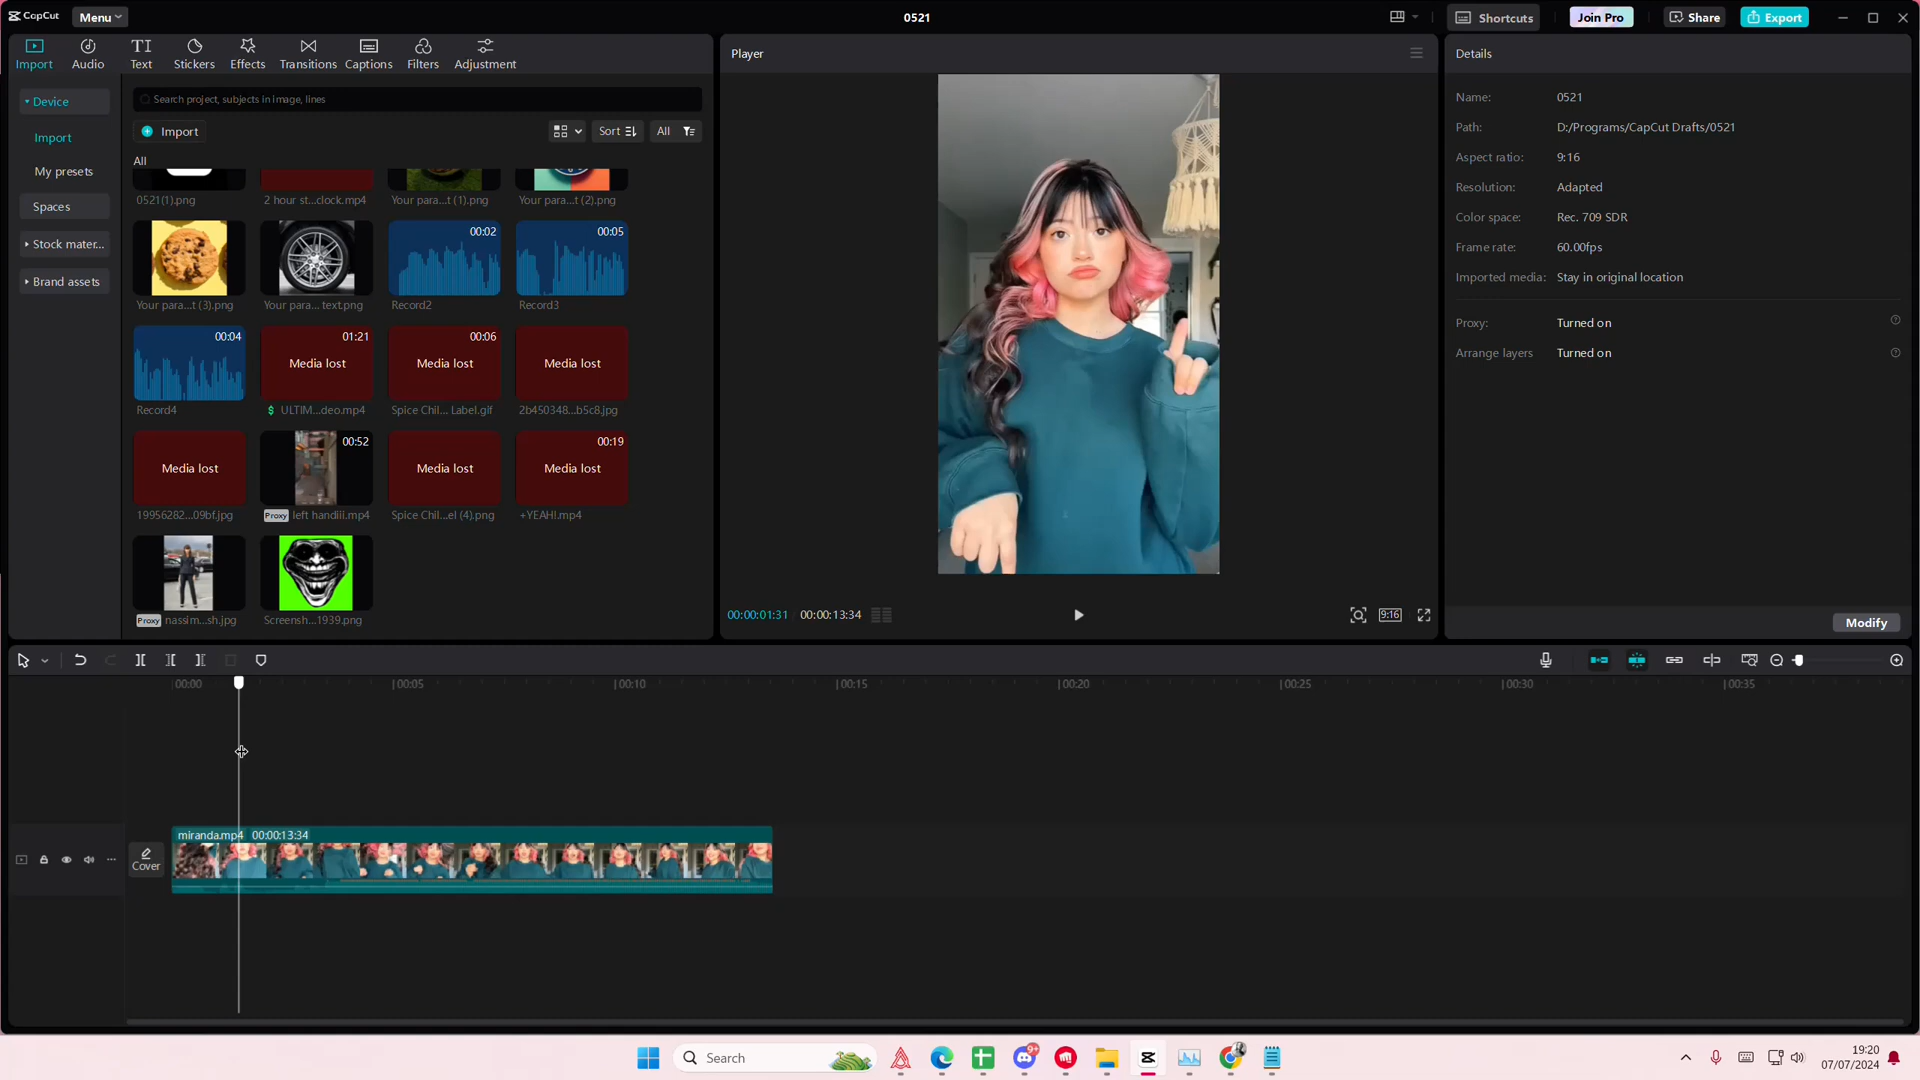 CapCut
Menu
0521
Shortcuts
Join Pro
Share
Export
Import
Audio
Text
Stickers
Effects
Transitions
Captions
Filters
Adjustment
Device
Import
My presets
Spaces
Stock mater...
Brand assets
Search project, subjects in image, lines
Import
Sort
All
All
0521(1).png
2 hour st...clock.mp4
Your para...t (1).png
Your para...t (2).png
00:02
00:05
Your para...t (3).png
Your para... text.png
Record2
Record3
00:04
01:21
00:06
Media lost
Media lost
Media lost
Record4
ULTIM...deo.mp4
Spice Chil... Label.gif
2b450348...b5c8.jpg
00:52
00:19
Media lost
Media lost
Media lost
19956282...09bf.jpg
Proxy
left handiii.mp4
Spice Chil...el (4).png
+YEAH!.mp4
Proxy
nassim...sh.jpg
Screensh...1939.png
Player
00:00:01:31
00:00:13:34
9:16
Details
Name: 0521
Path: D:/Programs/CapCut Drafts/0521
Aspect ratio: 9:16
Resolution: Adapted
Color space: Rec. 709 SDR
Frame rate: 60.00fps
Imported media: Stay in original location
Proxy: Turned on
Arrange layers Turned on
Modify
00:00
00:05
00:10
00:15
00:20
00:25
00:30
00:35
Cover
miranda.mp4 00:00:13:34
Search
9+
19:20
07/07/2024